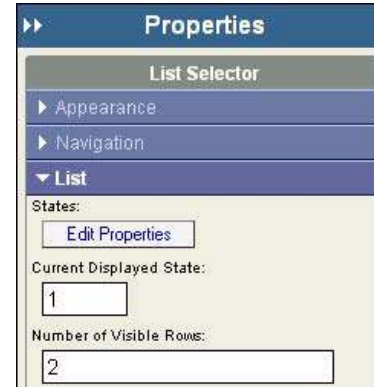 Properties
List Selector
Appearance
Navigation
List
States:
Edit Properties
Current Displayed State:
1
Number of Visible Rows:
2